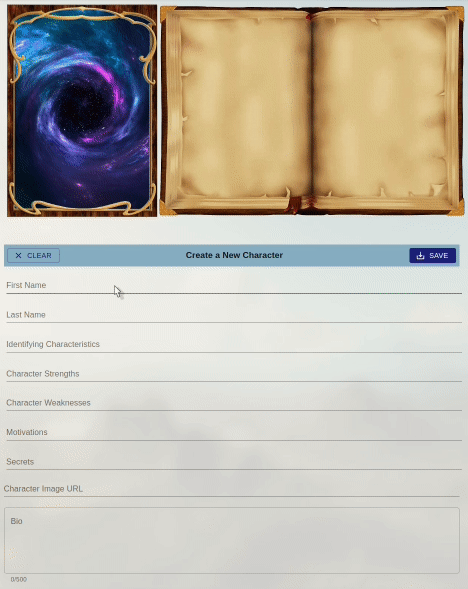 CLEAR
Create a New Character
SAVE
First Name
Last Name
Identifying Characteristics
Character Strengths
Character Weaknesses
Motivations
Secrets
Character Image URL
Bio
0/500